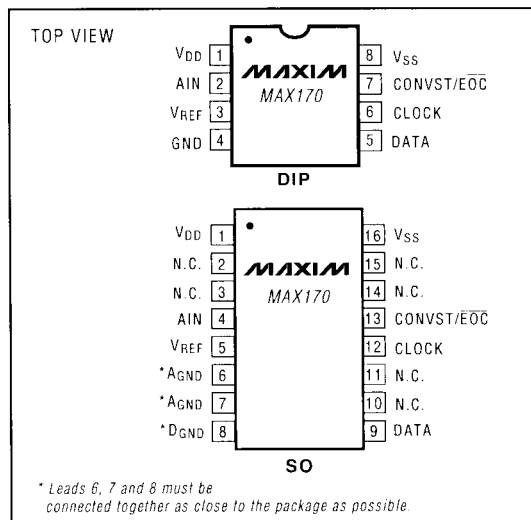 TOP VIEW
VDD 1 8 VSS
MAXIM
AIN 2 7 CONVST/E̅O̅C̅
MAX170
VREF 3 6 CLOCK
GND 4 5 DATA
DIP
VDD 1 16 VSS
N.C. 2 MAXIM 15 N.C.
N.C. 3 MAX170 14 N.C.
AIN 4 13 CONVST/E̅O̅C̅
VREF 5 12 CLOCK
*AGND 6 11 N.C.
*AGND 7 10 N.C.
*DGND 8 9 DATA
SO
* Leads 6, 7 and 8 must be
connected together as close to the package as possible.